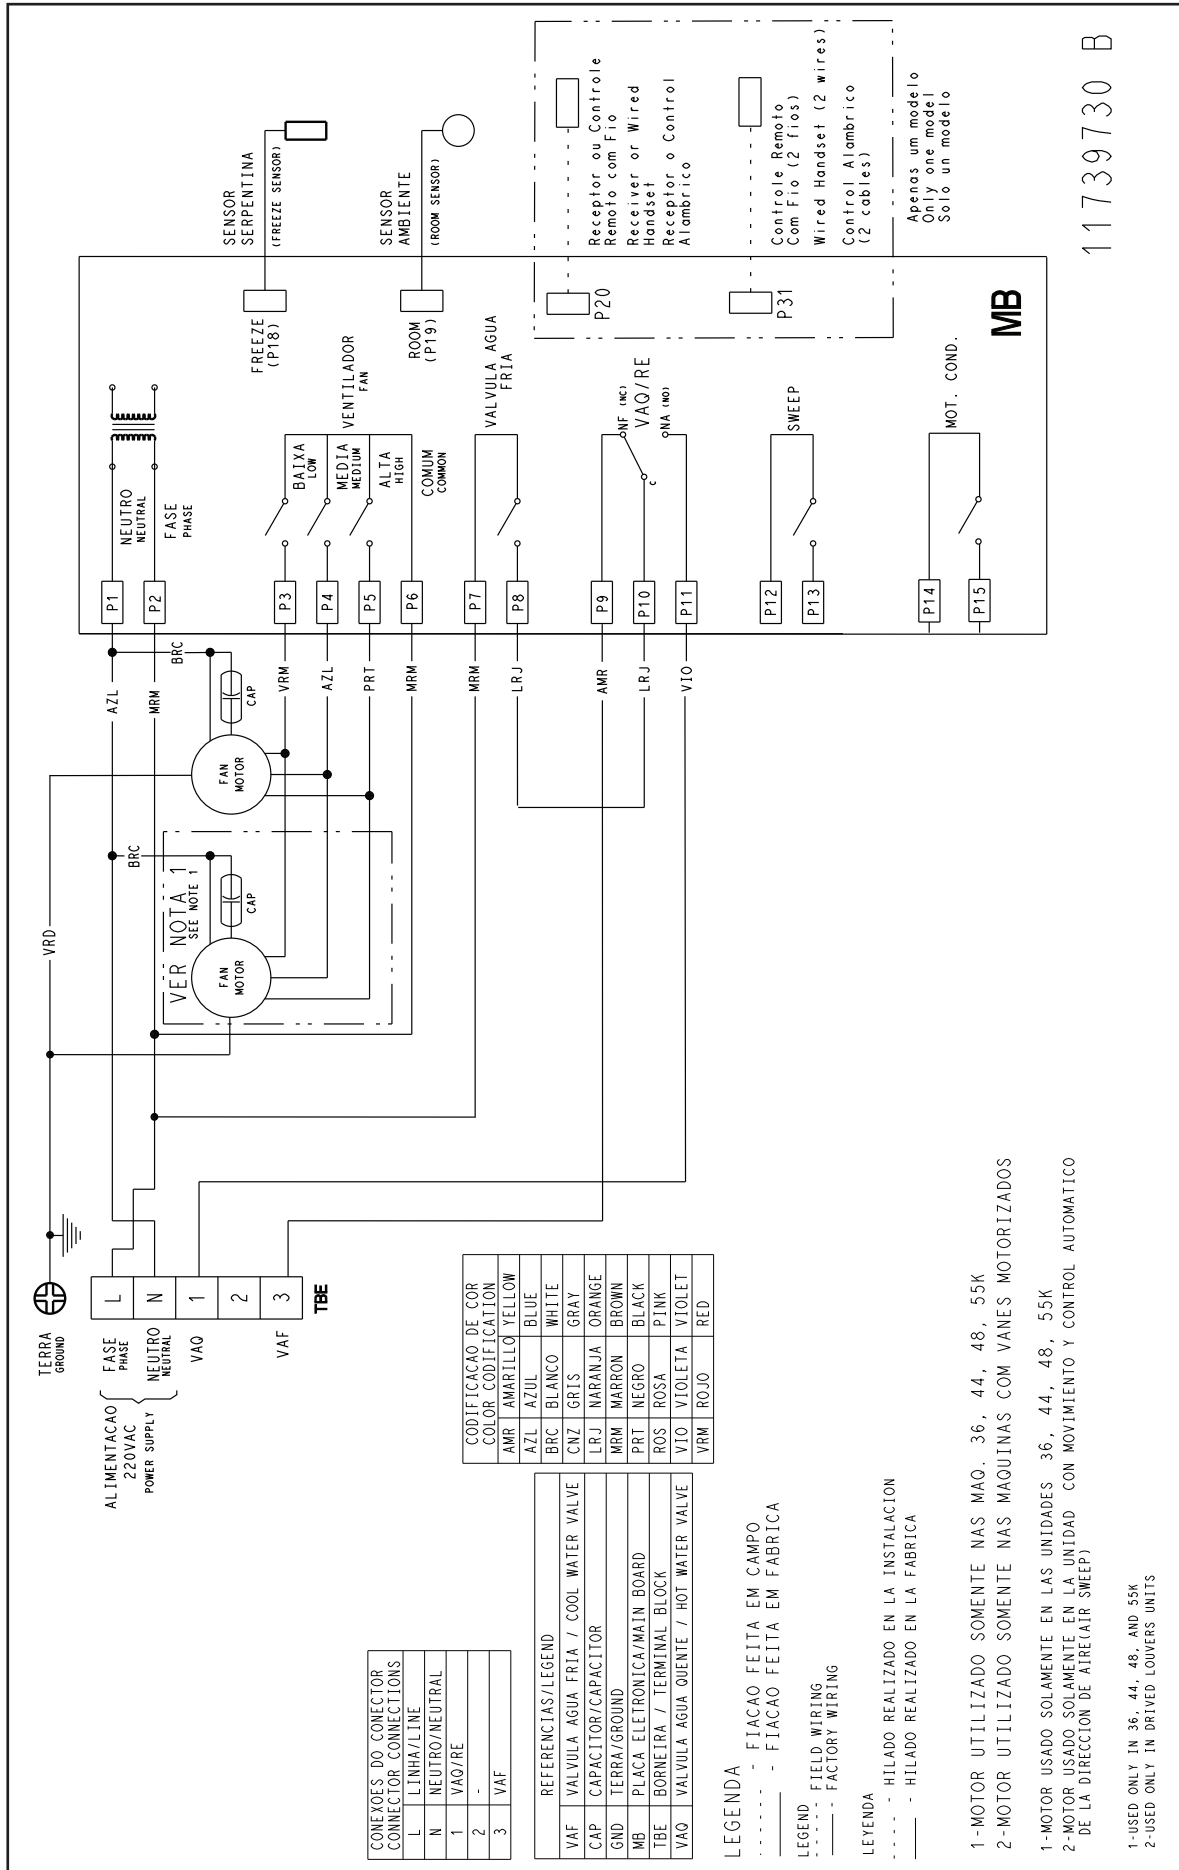 TERRA
GROUND
ALIMENTACAO
220VAC
POWER SUPPLY
FASE
PHASE
NEUTRO
NEUTRAL
VAQ
VAF
L
N
1
2
3
TBE
VRD
AZL
MRM
BRC
BRC
CAP
CAP
FAN
MOTOR
FAN
MOTOR
VER NOTA 1
SEE NOTE 1
VRM
AZL
PRT
MRM
MRM
LRJ
AMR
LRJ
VIO
P1
P2
P3
P4
P5
P6
P7
P8
P9
P10
P11
P12
P13
P14
P15
NEUTRO
NEUTRAL
FASE
PHASE
BAIXA
LOW
MEDIA
MEDIUM
ALTA
HIGH
COMUM
COMMON
VENTILADOR
FAN
VALVULA AGUA
FRIA
NF (NC)
VAQ/RE
NA (NO)
C
SWEEP
MOT. COND.
FREEZE
(P18)
ROOM
(P19)
P20
P31
MB
SENSOR
SERPENTINA
(FREEZE SENSOR)
SENSOR
AMBIENTE
(ROOM SENSOR)
Receptor ou Controle
Remoto com Fio
Receiver or Wired
Handset
Receptor o Control
Alambrico
Controle Remoto
Com Fio (2 fios)
Wired Handset (2 wires)
Control Alambrico
(2 cables)
Apenas um modelo
Only one model
Solo un modelo
11739730 B
CONEXOES DO CONECTOR
CONNECTOR CONNECTIONS
L LINHA/LINE
N NEUTRO/NEUTRAL
1 VAQ/RE
2 -
3 VAF
REFERENCIAS/LEGEND
VAF VALVULA AGUA FRIA / COOL WATER VALVE
CAP CAPACITOR/CAPACITOR
GND TERRA/GROUND
MB PLACA ELETRONICA/MAIN BOARD
TBE BORNEIRA / TERMINAL BLOCK
VAQ VALVULA AGUA QUENTE / HOT WATER VALVE
CODIFICACAO DE COR
COLOR CODIFICATION
AMR AMARILLO YELLOW
AZL AZUL BLUE
BRC BLANCO WHITE
CNZ GRIS GRAY
LRJ NARANJA ORANGE
MRM MARRON BROWN
PRT NEGRO BLACK
ROS ROSA PINK
VIO VIOLETA VIOLET
VRM ROJO RED
LEGENDA
------ - FIACAO FEITA EM CAMPO
—— - FIACAO FEITA EM FABRICA
LEGEND
----- - FIELD WIRING
—— - FACTORY WIRING
LEYENDA
----- - HILADO REALIZADO EN LA INSTALACION
—— - HILADO REALIZADO EN LA FABRICA
1-MOTOR UTILIZADO SOMENTE NAS MAQ. 36, 44, 48, 55K
2-MOTOR UTILIZADO SOMENTE NAS MAQUINAS COM VANES MOTORIZADOS
1-MOTOR USADO SOLAMENTE EN LAS UNIDADES 36, 44, 48, 55K
2-MOTOR USADO SOLAMENTE EN LA UNIDAD CON MOVIMIENTO Y CONTROL AUTOMATICO
DE LA DIRECCION DE AIRE(AIR SWEEP)
1-USED ONLY IN 36, 44, 48, AND 55K
2-USED ONLY IN DRIVED LOUVERS UNITS